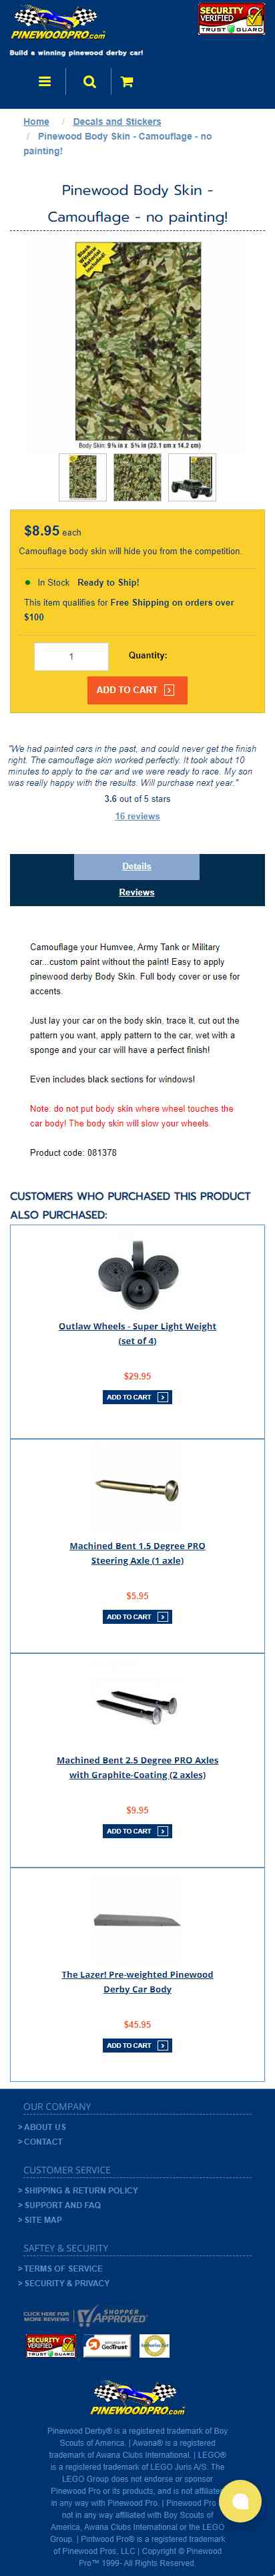 PINEWOODPRO.COM
Build a winning pinewood derby car!
SECURITY
VERIFIED
TRUST GUARD
Home / Decals and Stickers
/ Pinewood Body Skin - Camouflage - no
painting!
Pinewood Body Skin -
Camouflage - no painting!
Black
Window
Material
Included!
Body Skin: 9⅛ in x 5⅝ in (23.1 cm x 14.2 cm)
$8.95 each
Camouflage body skin will hide you from the competition.
In Stock Ready to Ship!
This item qualifies for Free Shipping on orders over
$100
1
Quantity:
ADD TO CART
"We had painted cars in the past, and could never get the finish
right. The camouflage skin worked perfectly. It took about 10
minutes to apply to the car and we were ready to race. My son
was really happy with the results. Will purchase next year."
3.6 out of 5 stars
16 reviews
Details
Reviews
Camouflage your Humvee, Army Tank or Military
car...custom paint without the paint! Easy to apply
pinewood derby Body Skin. Full body cover or use for
accents.
Just lay your car on the body skin, trace it, cut out the
pattern you want, apply pattern to the car, wet with a
sponge and your car will have a perfect finish!
Even includes black sections for windows!
Note: do not put body skin where wheel touches the
car body! The body skin will slow your wheels.
Product code: 081378
CUSTOMERS WHO PURCHASED THIS PRODUCT
ALSO PURCHASED:
Outlaw Wheels - Super Light Weight
(set of 4)
$29.95
ADD TO CART
Machined Bent 1.5 Degree PRO
Steering Axle (1 axle)
$5.95
ADD TO CART
Machined Bent 2.5 Degree PRO Axles
with Graphite-Coating (2 axles)
$9.95
ADD TO CART
The Lazer! Pre-weighted Pinewood
Derby Car Body
$45.95
ADD TO CART
OUR COMPANY
> ABOUT US
> CONTACT
CUSTOMER SERVICE
> SHIPPING & RETURN POLICY
> SUPPORT AND FAQ
> SITE MAP
SAFTEY & SECURITY
> TERMS OF SERVICE
> SECURITY & PRIVACY
CLICK HERE FOR
MORE REVIEWS
SHOPPER
APPROVED
SECURITY
VERIFIED
TRUST GUARD
GeoTrust
Authorize.Net
PINEWOODPRO.COM
Pinewood Derby® is a registered trademark of Boy
Scouts of America. | Awana® is a registered
trademark of Awana Clubs International. | LEGO®
is a registered trademark of LEGO Juris A/S. The
LEGO Group does not endorse or sponsor
Pinewood Pro or its products, and is not affiliated
in any way with Pinewood Pro. | Pinewood Pro is
not in any way affiliated with Boy Scouts of
America, Awana Clubs International or the LEGO
Group. | Pintwood Pro® is a registered trademark
of Pinewood Pros, LLC | Copyright © Pinewood
Pro™ 1999- All Rights Reserved.